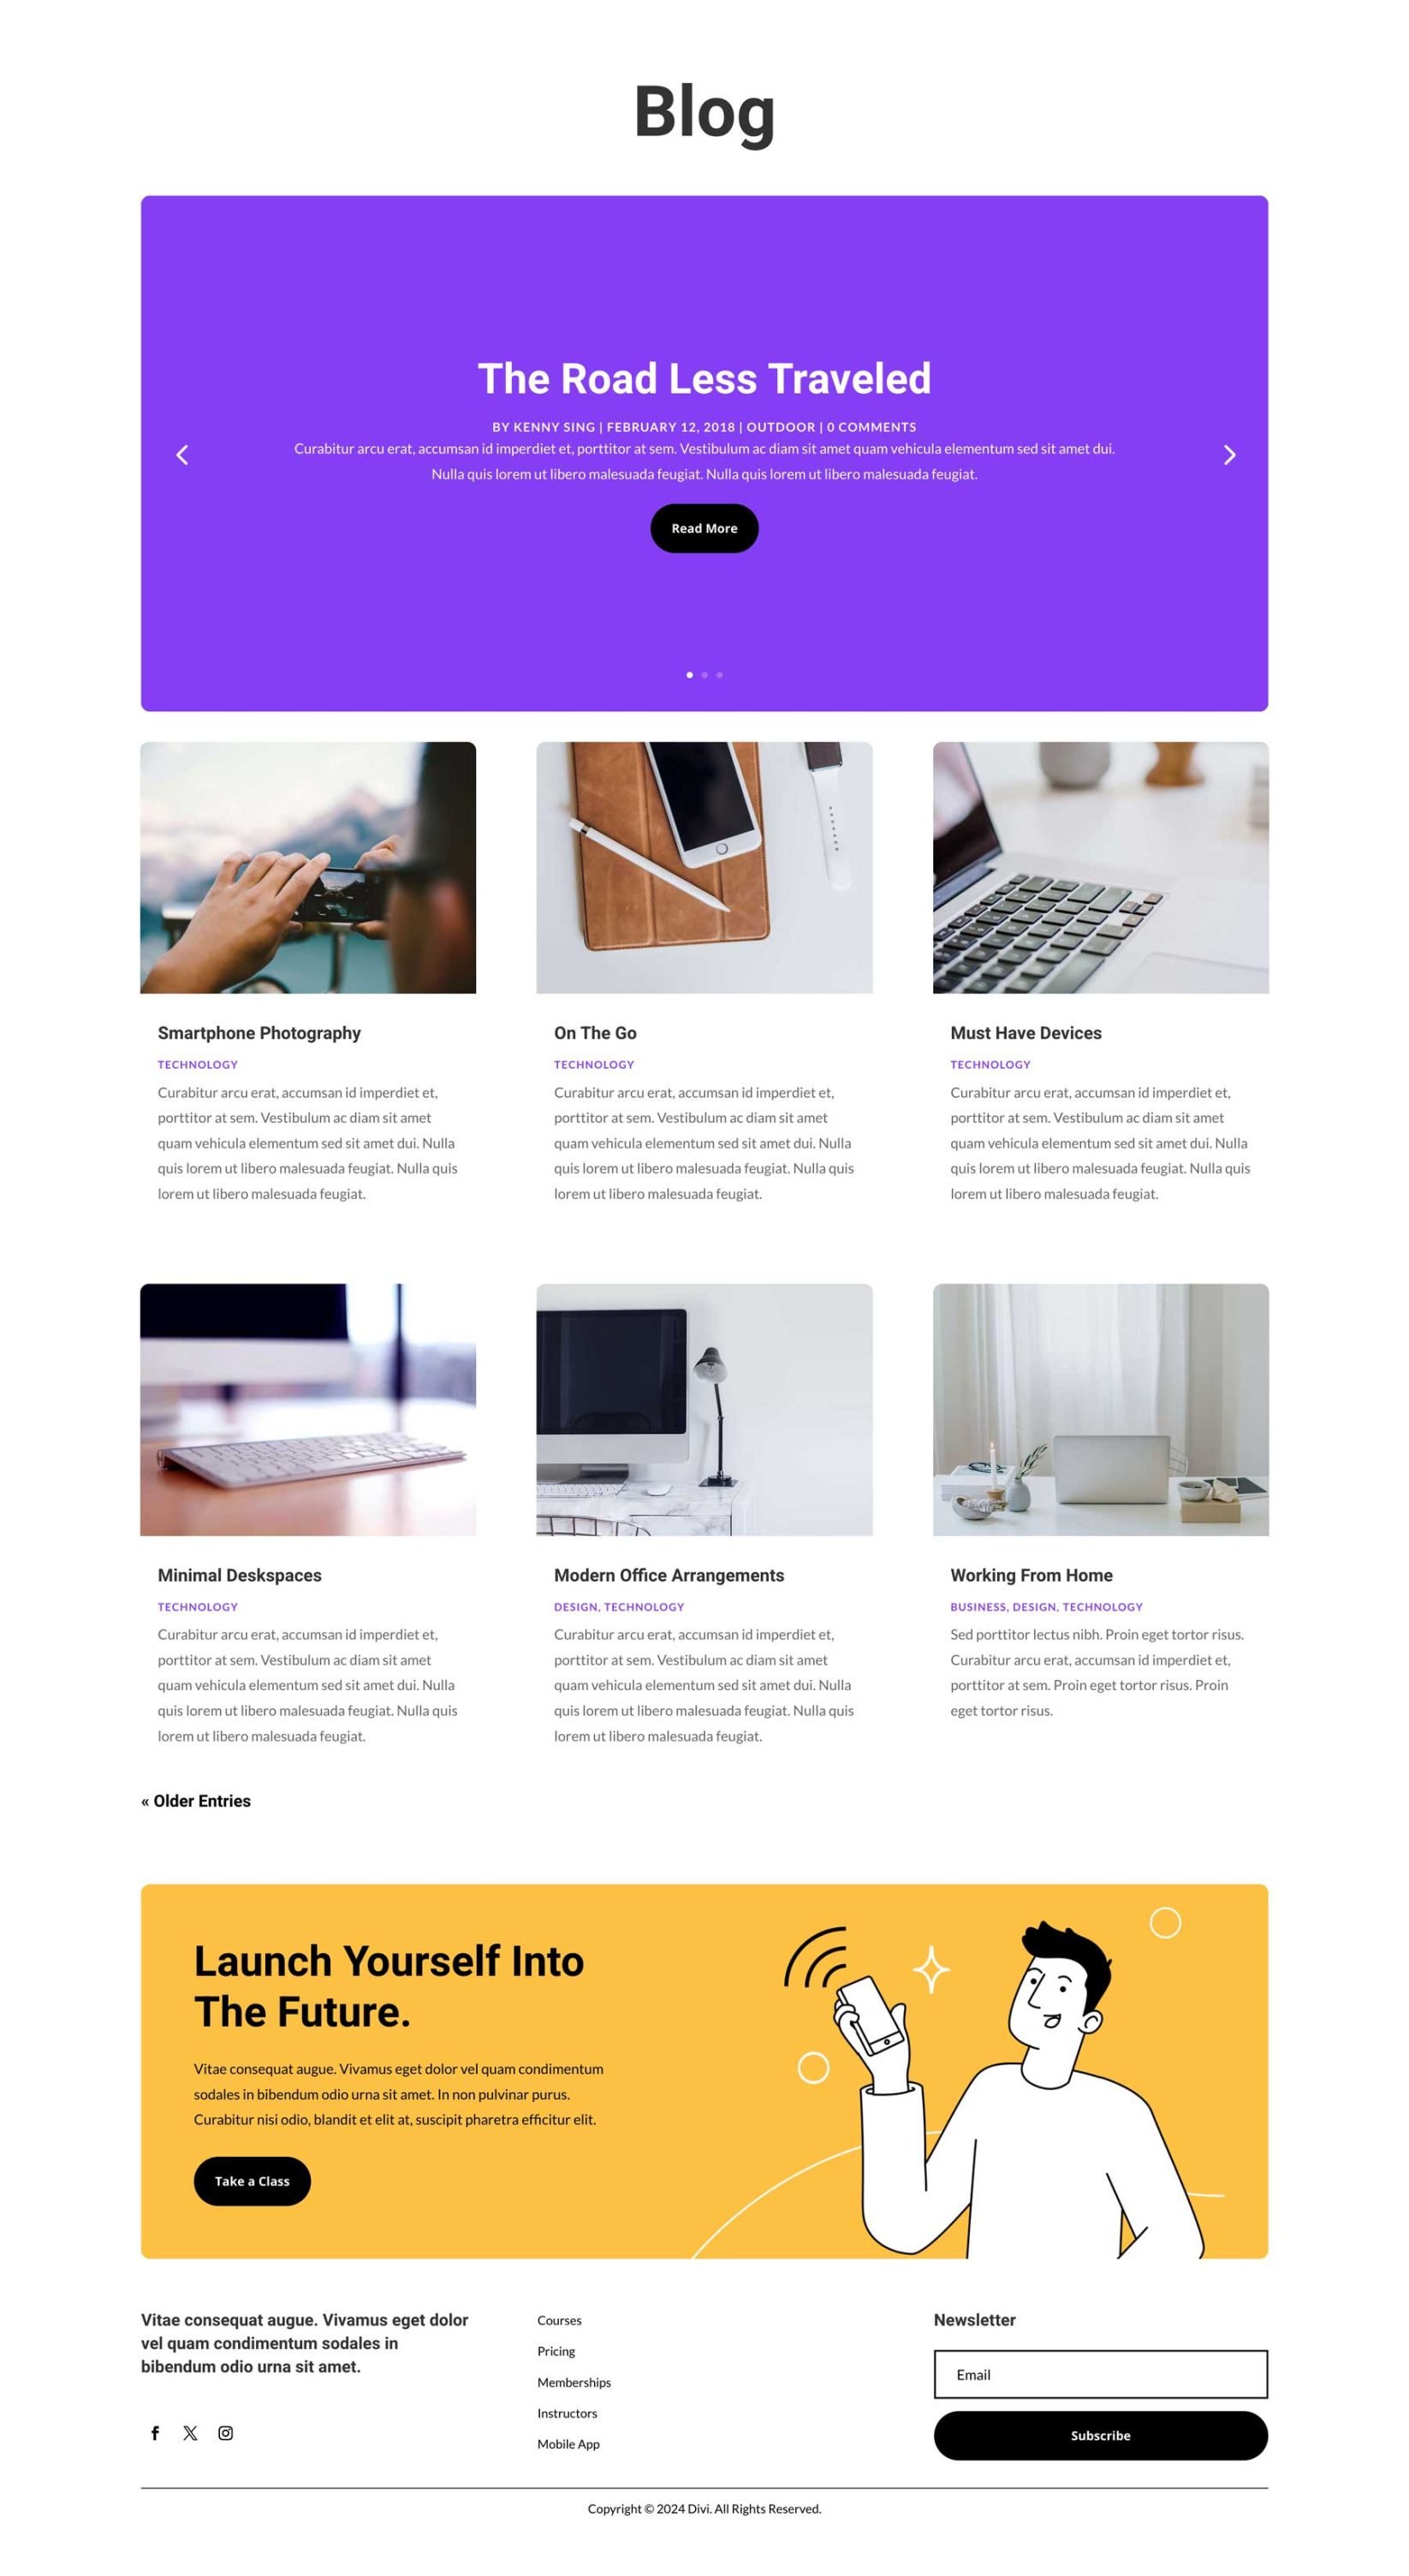 Blog
The Road Less Traveled
BY KENNY SING | FEBRUARY 12, 2018 | OUTDOOR | 0 COMMENTS
Curabitur arcu erat, accumsan id imperdiet et, porttitor at sem. Vestibulum ac diam sit amet quam vehicula elementum sed sit amet dui.
Nulla quis lorem ut libero malesuada feugiat. Nulla quis lorem ut libero malesuada feugiat.
Read More
Smartphone Photography
TECHNOLOGY
Curabitur arcu erat, accumsan id imperdiet et,
porttitor at sem. Vestibulum ac diam sit amet
quam vehicula elementum sed sit amet dui. Nulla
quis lorem ut libero malesuada feugiat. Nulla quis
lorem ut libero malesuada feugiat.
On The Go
TECHNOLOGY
Curabitur arcu erat, accumsan id imperdiet et,
porttitor at sem. Vestibulum ac diam sit amet
quam vehicula elementum sed sit amet dui. Nulla
quis lorem ut libero malesuada feugiat. Nulla quis
lorem ut libero malesuada feugiat.
Must Have Devices
TECHNOLOGY
Curabitur arcu erat, accumsan id imperdiet et,
porttitor at sem. Vestibulum ac diam sit amet
quam vehicula elementum sed sit amet dui. Nulla
quis lorem ut libero malesuada feugiat. Nulla quis
lorem ut libero malesuada feugiat.
Minimal Deskspaces
TECHNOLOGY
Curabitur arcu erat, accumsan id imperdiet et,
porttitor at sem. Vestibulum ac diam sit amet
quam vehicula elementum sed sit amet dui. Nulla
quis lorem ut libero malesuada feugiat. Nulla quis
lorem ut libero malesuada feugiat.
Modern Office Arrangements
DESIGN, TECHNOLOGY
Curabitur arcu erat, accumsan id imperdiet et,
porttitor at sem. Vestibulum ac diam sit amet
quam vehicula elementum sed sit amet dui. Nulla
quis lorem ut libero malesuada feugiat. Nulla quis
lorem ut libero malesuada feugiat.
Working From Home
BUSINESS, DESIGN, TECHNOLOGY
Sed porttitor lectus nibh. Proin eget tortor risus.
Curabitur arcu erat, accumsan id imperdiet et,
porttitor at sem. Proin eget tortor risus. Proin
eget tortor risus.
« Older Entries
Launch Yourself Into
The Future.
Vitae consequat augue. Vivamus eget dolor vel quam condimentum
sodales in bibendum odio urna sit amet. In non pulvinar purus.
Curabitur nisi odio, blandit et elit at, suscipit pharetra efficitur elit.
Take a Class
Vitae consequat augue. Vivamus eget dolor
vel quam condimentum sodales in
bibendum odio urna sit amet.
Courses
Pricing
Memberships
Instructors
Mobile App
Newsletter
Email
Subscribe
Copyright © 2024 Divi. All Rights Reserved.